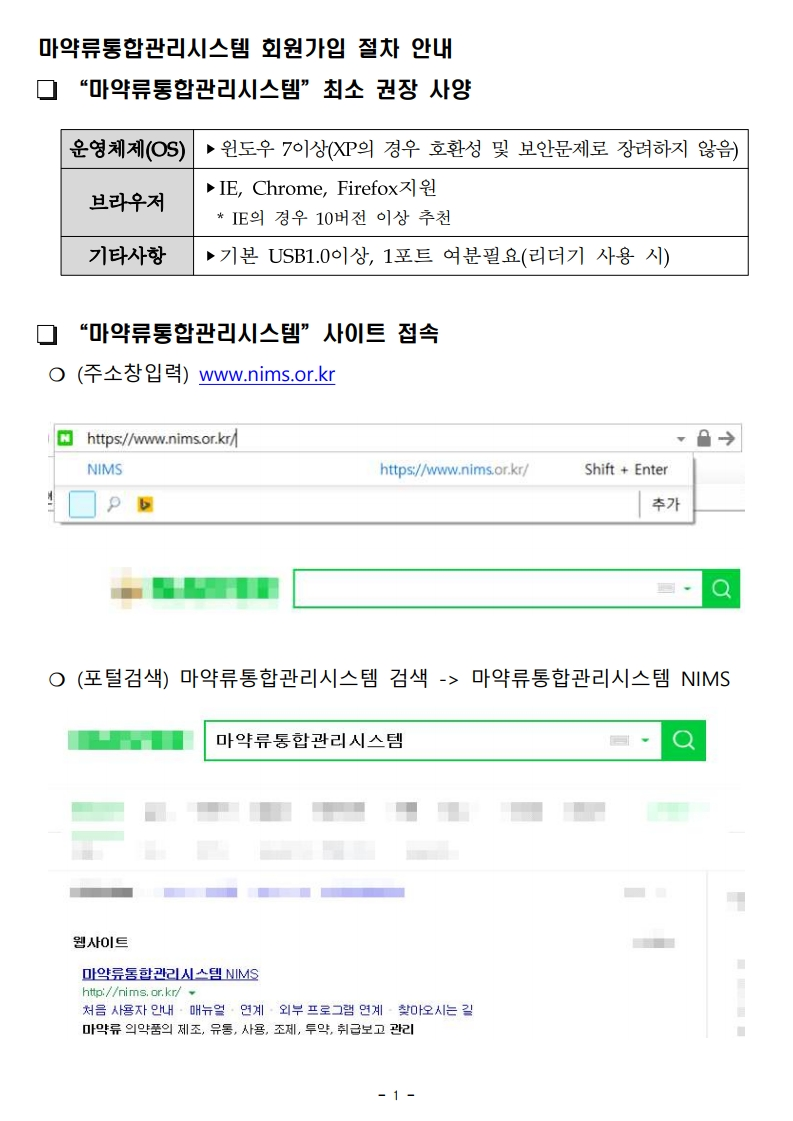 마약류통합관리시스템 회원가입 절차 안내
❏ “마약류통합관리시스템” 최소 권장 사양
운영체제(OS) ▶윈도우 7이상(XP의 경우 호환성 및 보안문제로 장려하지 않음)
브라우저 ▶IE, Chrome, Firefox지원
* IE의 경우 10버전 이상 추천
기타사항 ▶기본 USB1.0이상, 1포트 여분필요(리더기 사용 시)
❏ “마약류통합관리시스템” 사이트 접속
❍ (주소창입력) www.nims.or.kr
https://www.nims.or.kr/
NIMS https://www.nims.or.kr/ Shift + Enter
추가
❍ (포털검색) 마약류통합관리시스템 검색 -> 마약류통합관리시스템 NIMS
마약류통합관리시스템
웹사이트
마약류통합관리시스템 NIMS
http://nims.or.kr/
처음 사용자 안내 · 매뉴얼 · 연계 · 외부 프로그램 연계 · 찾아오시는 길
마약류 의약품의 제조, 유통, 사용, 조제, 투약, 취급보고 관리
- 1 -